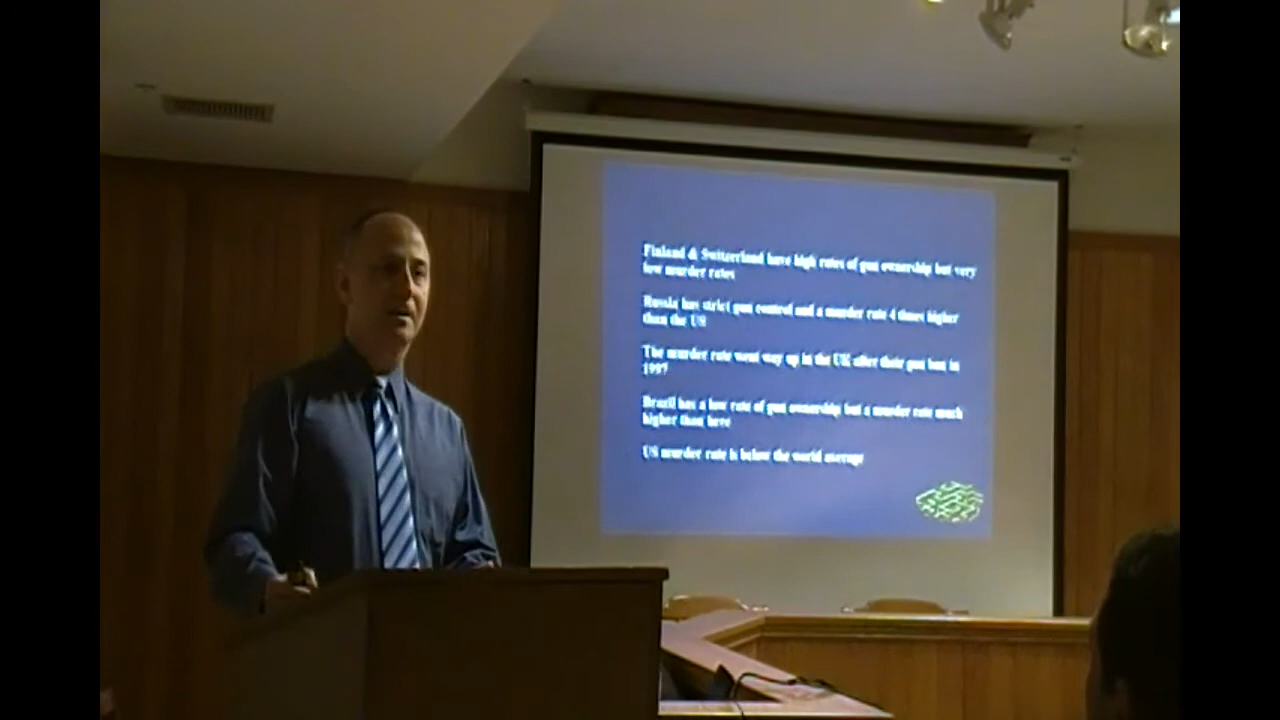 Finland & Switzerland have high rates of gun ownership but very
low murder rates
Russia has strict gun control and a murder rate 4 times higher
than the US
The murder rate went way up in the UK after their gun ban in
1997
Brazil has a low rate of gun ownership but a murder rate much
higher than here
US murder rate is below the world average